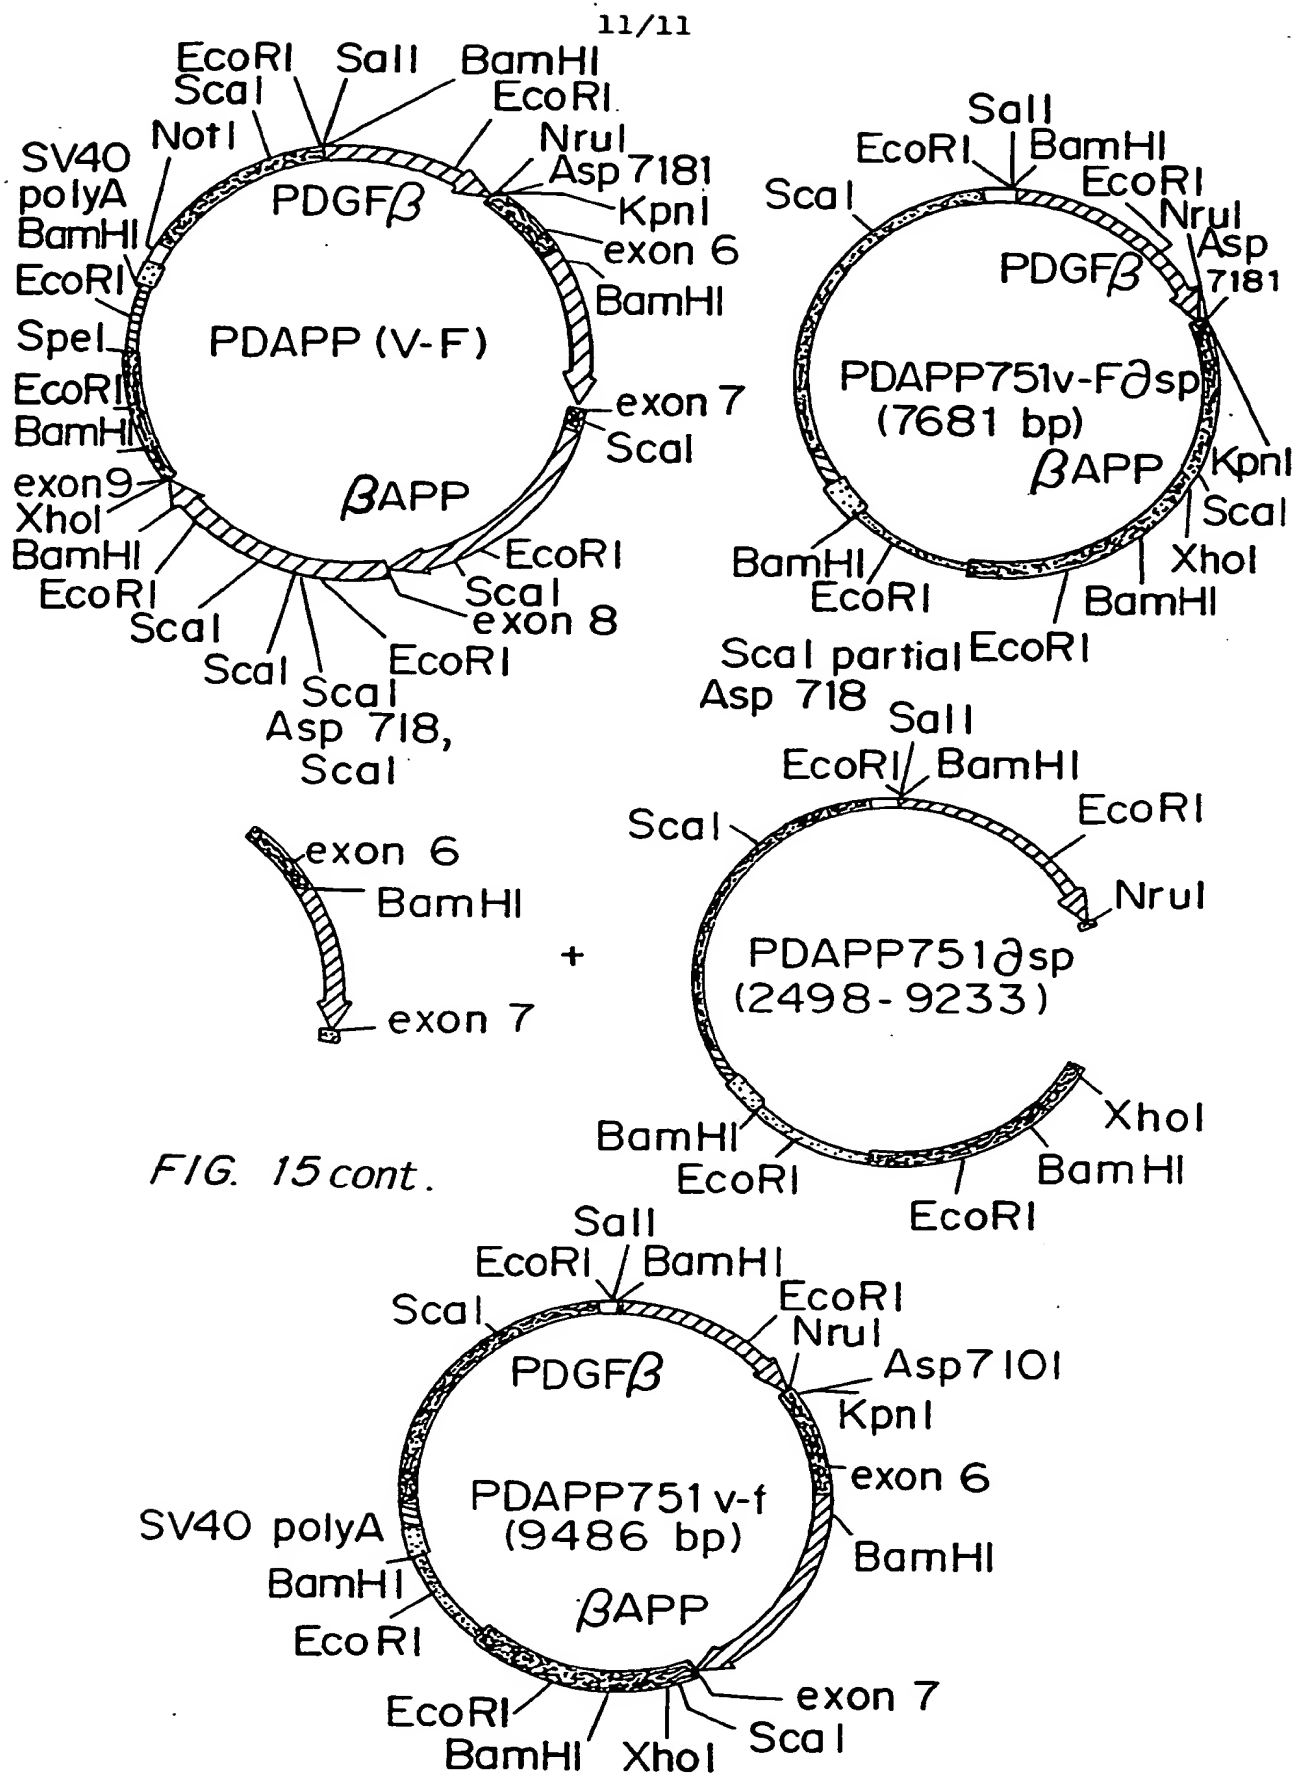 11/11
EcoRI
SalI
BamHI
ScaI
EcoRI
NotI
NruI
SV40
polyA
Asp 7181
KpnI
PDGFβ
BamHI
exon 6
EcoRI
BamHI
SpeI
PDAPP (V-F)
EcoRI
exon 7
BamHI
ScaI
exon9
βAPP
XhoI
BamHI
EcoRI
EcoRI
ScaI
ScaI
exon 8
ScaI
EcoRI
ScaI
Asp 718,
ScaI
SalI
EcoRI
BamHI
EcoRI
ScaI
NruI
Asp
7181
PDGFβ
PDAPP751v-F∂sp
(7681 bp)
βAPP
KpnI
ScaI
XhoI
BamHI
EcoRI
BamHI
EcoRI
ScaI partial
Asp 718
SalI
EcoRI
BamHI
EcoRI
ScaI
NruI
exon 6
BamHI
+
PDAPP751∂sp
(2498-9233)
exon 7
XhoI
BamHI
BamHI
EcoRI
EcoRI
FIG. 15 cont.
SalI
EcoRI
BamHI
EcoRI
ScaI
NruI
Asp7101
KpnI
PDGFβ
exon 6
PDAPP751 v-f
(9486 bp)
SV40 polyA
BamHI
BamHI
βAPP
EcoRI
exon 7
EcoRI
ScaI
BamHI
XhoI